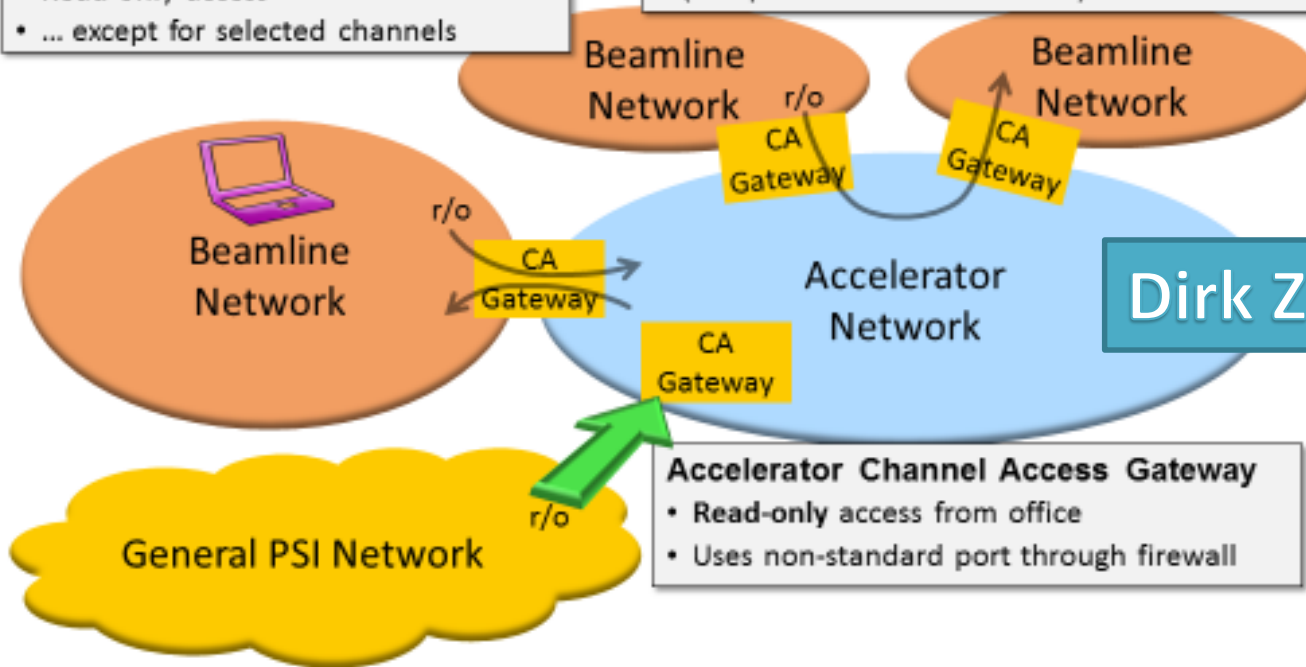 • ... except for selected channels
Beamline
Network
r/o
Beamline
Network
CA
Gateway
CA
Gateway
r/o
Beamline
Network
CA
Gateway
Accelerator
Network
Dirk Z
CA
Gateway
r/o
General PSI Network
Accelerator Channel Access Gateway
• Read-only access from office
• Uses non-standard port through firewall